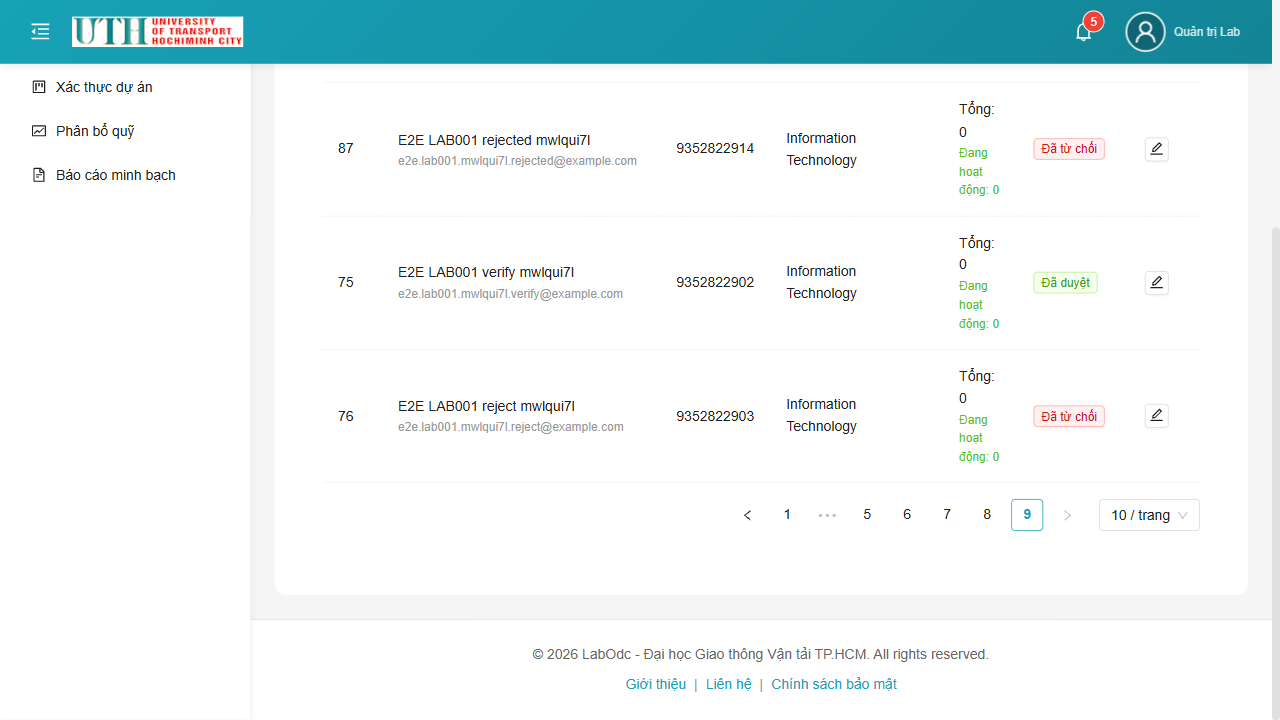 UTH UNIVERSITY
OF TRANSPORT
HOCHIMINH CITY
5
Quản trị Lab
Xác thực dự án
Phân bổ quỹ
Báo cáo minh bạch
87
E2E LAB001 rejected mwlqui7l
e2e.lab001.mwlqui7l.rejected@example.com
9352822914
Information
Technology
Tổng:
0
Đang
hoạt
động: 0
Đã từ chối
75
E2E LAB001 verify mwlqui7l
e2e.lab001.mwlqui7l.verify@example.com
9352822902
Information
Technology
Tổng:
0
Đang
hoạt
động: 0
Đã duyệt
76
E2E LAB001 reject mwlqui7l
e2e.lab001.mwlqui7l.reject@example.com
9352822903
Information
Technology
Tổng:
0
Đang
hoạt
động: 0
Đã từ chối
1 ••• 5 6 7 8 9
10 / trang
© 2026 LabOdc - Đại học Giao thông Vận tải TP.HCM. All rights reserved.
Giới thiệu | Liên hệ | Chính sách bảo mật